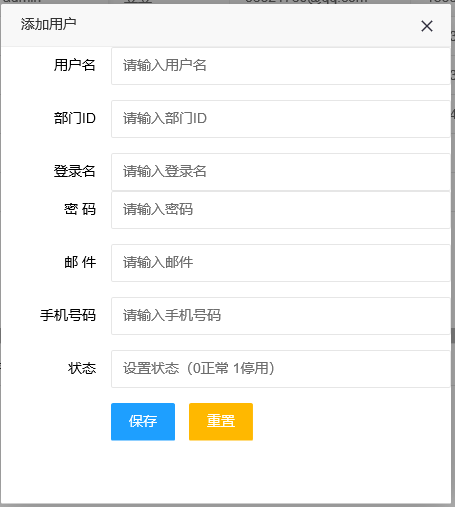 添加用户
用户名 请输入用户名
部门ID 请输入部门ID
登录名 请输入登录名
密 码 请输入密码
邮 件 请输入邮件
手机号码 请输入手机号码
状态 设置状态（0正常 1停用）
保存 重置